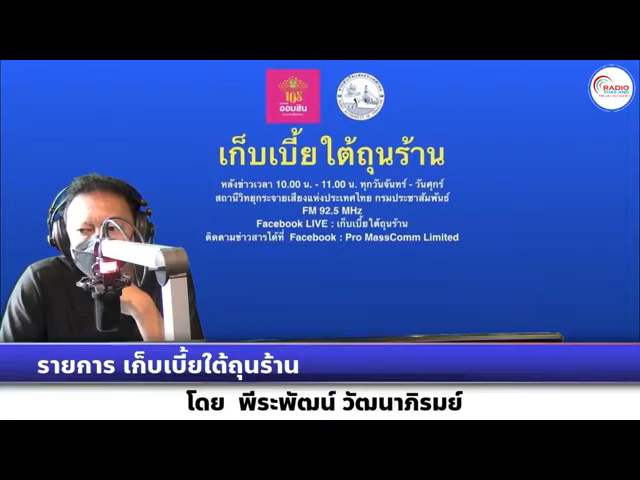 RADIO
THAILAND
ออมสิน
เก็บเบี้ยใต้ถุนร้าน
หลังข่าวเวลา 10.00 น. - 11.00 น. ทุกวันจันทร์ - วันศุกร์
สถานีวิทยุกระจายเสียงแห่งประเทศไทย กรมประชาสัมพันธ์
FM 92.5 MHz
Facebook LIVE : เก็บเบี้ยใต้ถุนร้าน
ติดตามข่าวสารได้ที่ Facebook : Pro MassComm Limited
รายการ เก็บเบี้ยใต้ถุนร้าน
โดย พีระพัฒน์ วัฒนาภิรมย์